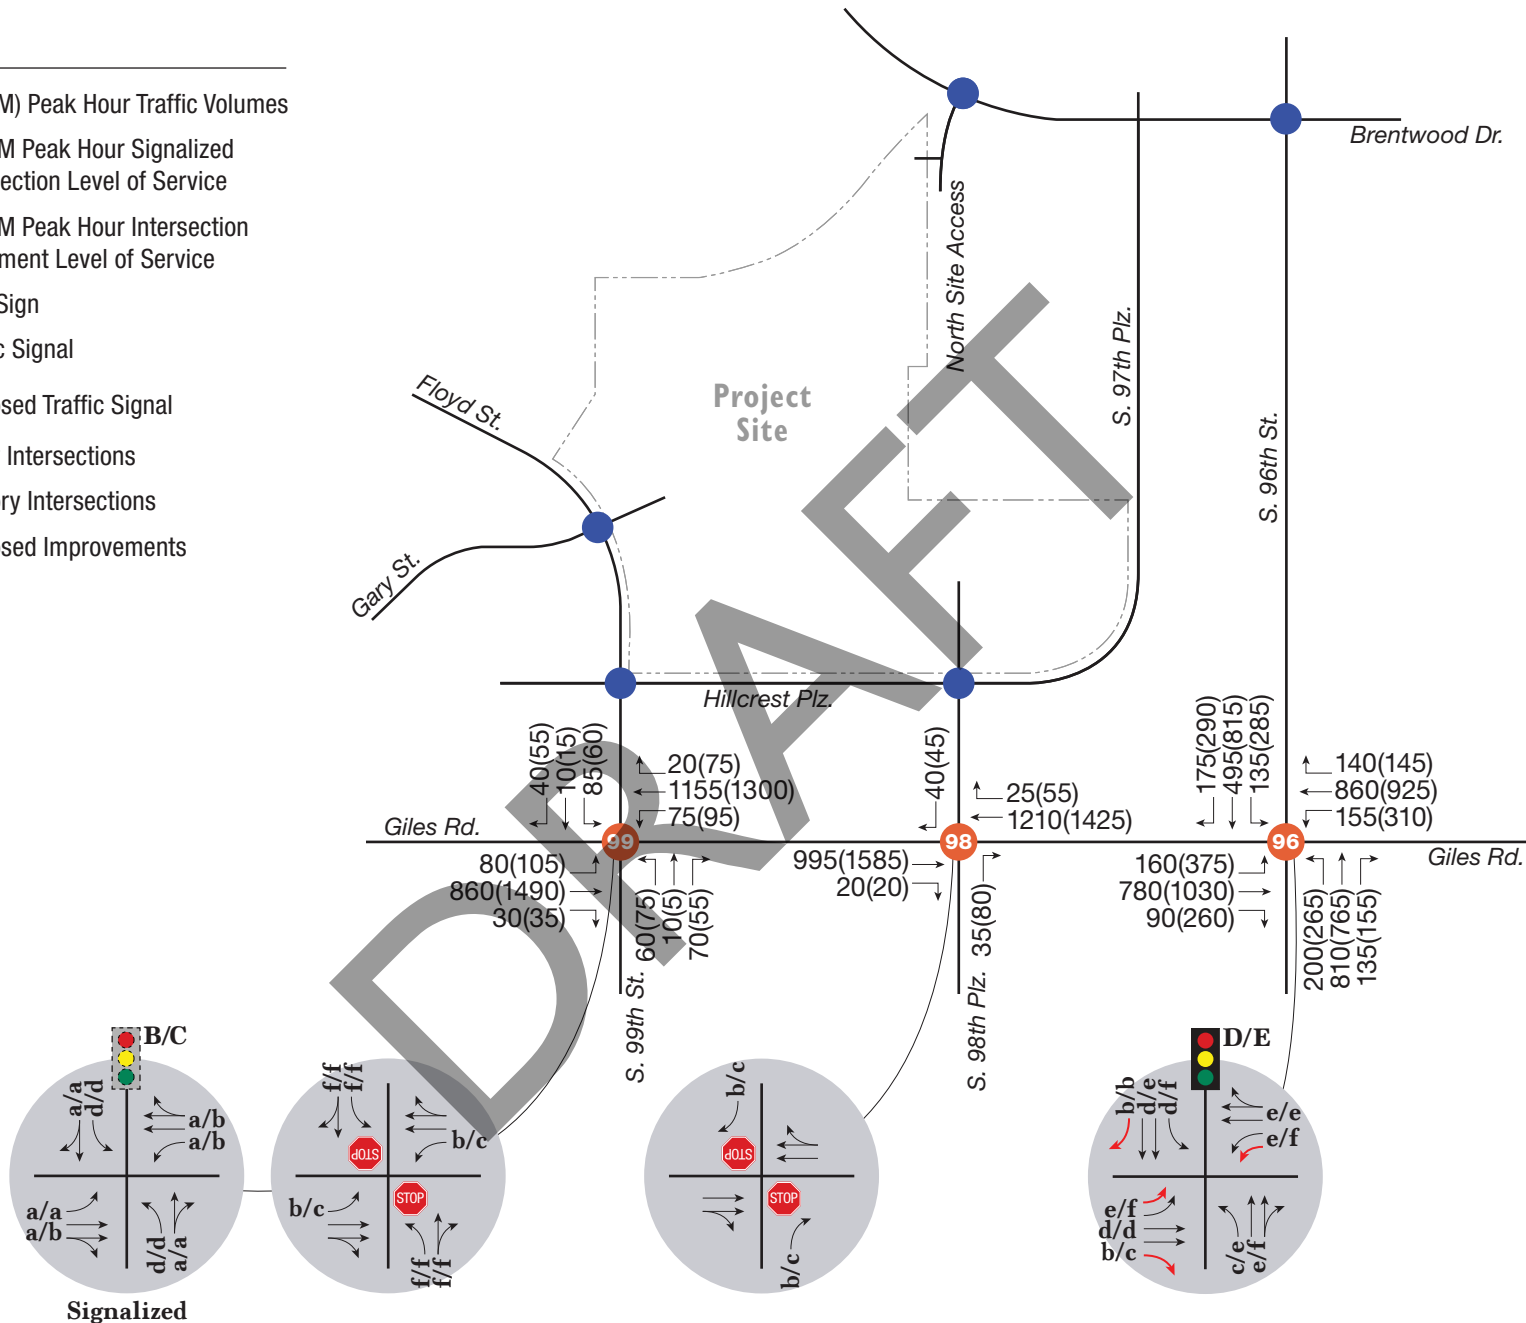 M) Peak Hour Traffic Volumes
M Peak Hour Signalized
ection Level of Service
M Peak Hour Intersection
ment Level of Service
Sign
c Signal
sed Traffic Signal
Intersections
ry Intersections
sed Improvements
Brentwood Dr.
North Site Access
S. 97th Plz.
S. 96th St.
Project
Site
Floyd St.
Gary St.
Hillcrest Plz.
DRAFT
40(55)
10(15)
85(60)
20(75)
1155(1300)
75(95)
40(45)
25(55)
1210(1425)
175(290)
495(815)
135(285)
140(145)
860(925)
155(310)
Giles Rd.
99
98
96
Giles Rd.
80(105)
860(1490)
30(35)
60(75)
10(5)
70(55)
995(1585)
20(20)
35(80)
160(375)
780(1030)
90(260)
200(265)
810(765)
135(155)
S. 99th St.
S. 98th Plz.
B/C
a/a
d/d
a/b
a/b
a/a
a/b
d/d
a/a
Signalized
f/f
f/f
b/c
STOP
b/c
STOP
f/f
f/f
b/c
STOP
STOP
b/c
D/E
b/b
d/e
d/f
e/e
e/f
e/f
d/d
b/c
c/e
e/f